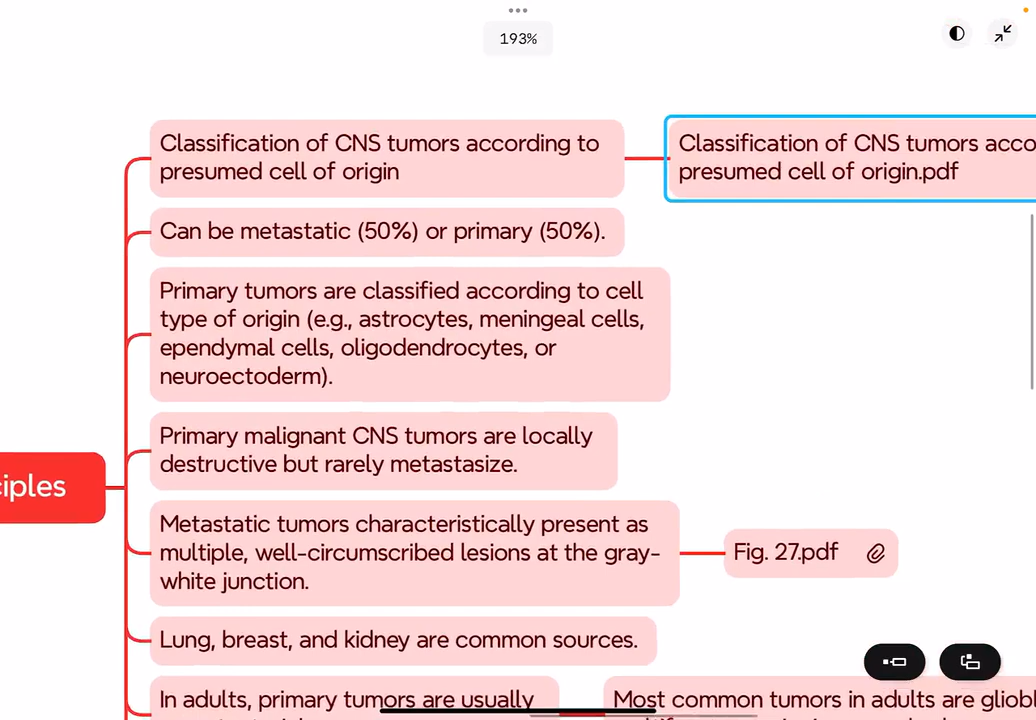 193%
Classification of CNS tumors according to
presumed cell of origin
Classification of CNS tumors acco
presumed cell of origin.pdf
Can be metastatic (50%) or primary (50%).
Primary tumors are classified according to cell
type of origin (e.g., astrocytes, meningeal cells,
ependymal cells, oligodendrocytes, or
neuroectoderm).
Primary malignant CNS tumors are locally
destructive but rarely metastasize.
ciples
Metastatic tumors characteristically present as
multiple, well-circumscribed lesions at the gray-
white junction.
Fig. 27.pdf
Lung, breast, and kidney are common sources.
In adults, primary tumors are usually
Most common tumors in adults are gliobl